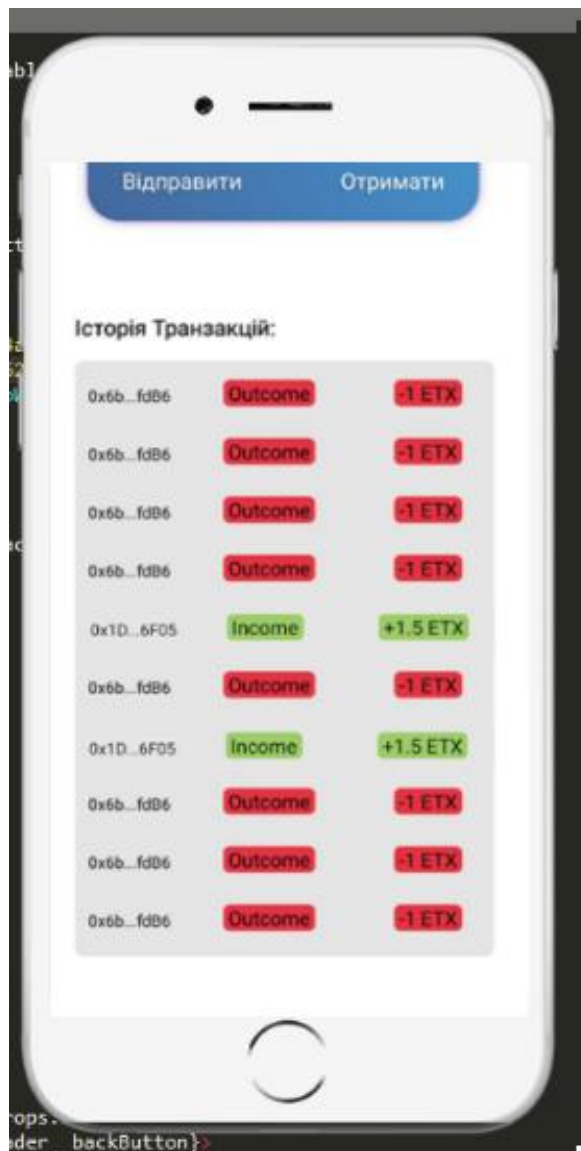 Відправити Отримати
Історія Транзакцій:
0x6b...fdB6 Outcome -1 ETX
0x6b...fdB6 Outcome -1 ETX
0x6b...fdB6 Outcome -1 ETX
0x6b...fdB6 Outcome -1 ETX
0x1D...6F05 Income +1.5 ETX
0x6b...fdB6 Outcome -1 ETX
0x1D...6F05 Income +1.5 ETX
0x6b...fdB6 Outcome -1 ETX
0x6b...fdB6 Outcome -1 ETX
0x6b...fdB6 Outcome -1 ETX
ops.
der backButton}>